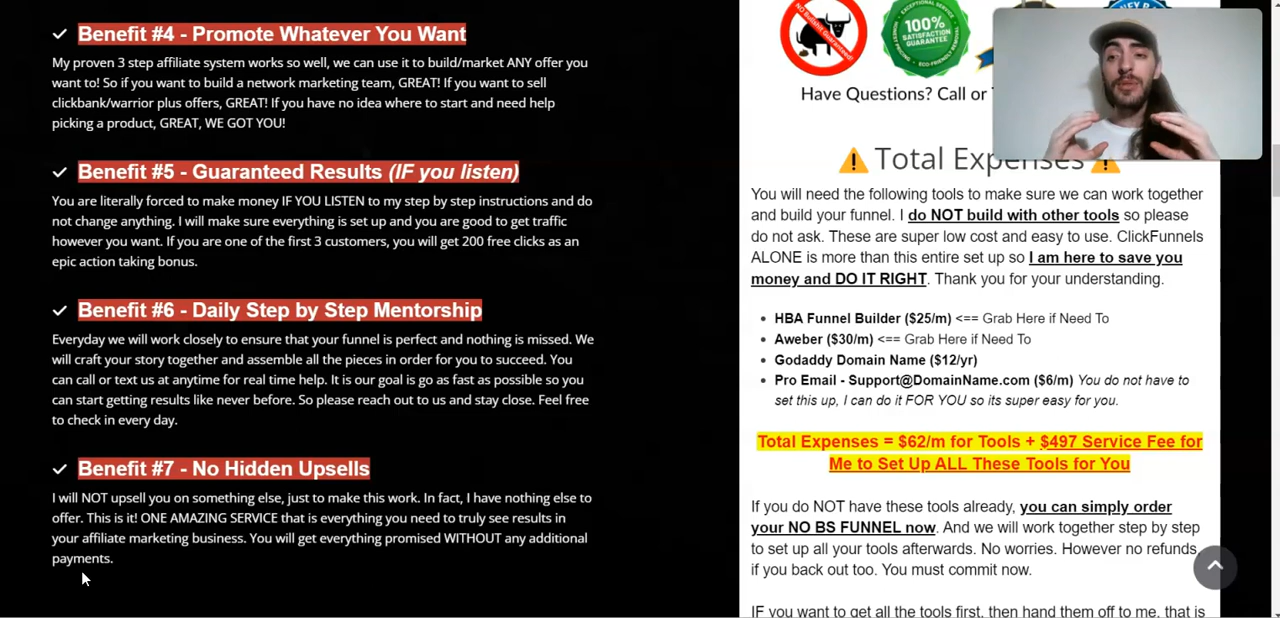 Benefit #4 - Promote Whatever You Want
My proven 3 step affiliate system works so well, we can use it to build/market ANY offer you
want to! So if you want to build a network marketing team, GREAT! If you want to sell
clickbank/warrior plus offers, GREAT! If you have no idea where to start and need help
picking a product, GREAT, WE GOT YOU!
Benefit #5 - Guaranteed Results (IF you listen)
You are literally forced to make money IF YOU LISTEN to my step by step instructions and do
not change anything. I will make sure everything is set up and you are good to get traffic
however you want. If you are one of the first 3 customers, you will get 200 free clicks as an
epic action taking bonus.
Benefit #6 - Daily Step by Step Mentorship
Everyday we will work closely to ensure that your funnel is perfect and nothing is missed. We
will craft your story together and assemble all the pieces in order for you to succeed. You
can call or text us at anytime for real time help. It is our goal is go as fast as possible so you
can start getting results like never before. So please reach out to us and stay close. Feel free
to check in every day.
Benefit #7 - No Hidden Upsells
I will NOT upsell you on something else, just to make this work. In fact, I have nothing else to
offer. This is it! ONE AMAZING SERVICE that is everything you need to truly see results in
your affiliate marketing business. You will get everything promised WITHOUT any additional
payments.
100%
SATISFACTION
GUARANTEE
Have Questions? Call or
Total Expenses
You will need the following tools to make sure we can work together
and build your funnel. I do NOT build with other tools so please
do not ask. These are super low cost and easy to use. ClickFunnels
ALONE is more than this entire set up so I am here to save you
money and DO IT RIGHT. Thank you for your understanding.
HBA Funnel Builder ($25/m) <== Grab Here if Need To
Aweber ($30/m) <== Grab Here if Need To
Godaddy Domain Name ($12/yr)
Pro Email - Support@DomainName.com ($6/m) You do not have to
set this up, I can do it FOR YOU so its super easy for you.
Total Expenses = $62/m for Tools + $497 Service Fee for
Me to Set Up ALL These Tools for You
If you do NOT have these tools already, you can simply order
your NO BS FUNNEL now. And we will work together step by step
to set up all your tools afterwards. No worries. However no refunds,
if you back out too. You must commit now.
IF you want to get all the tools first, then hand them off to me, that is